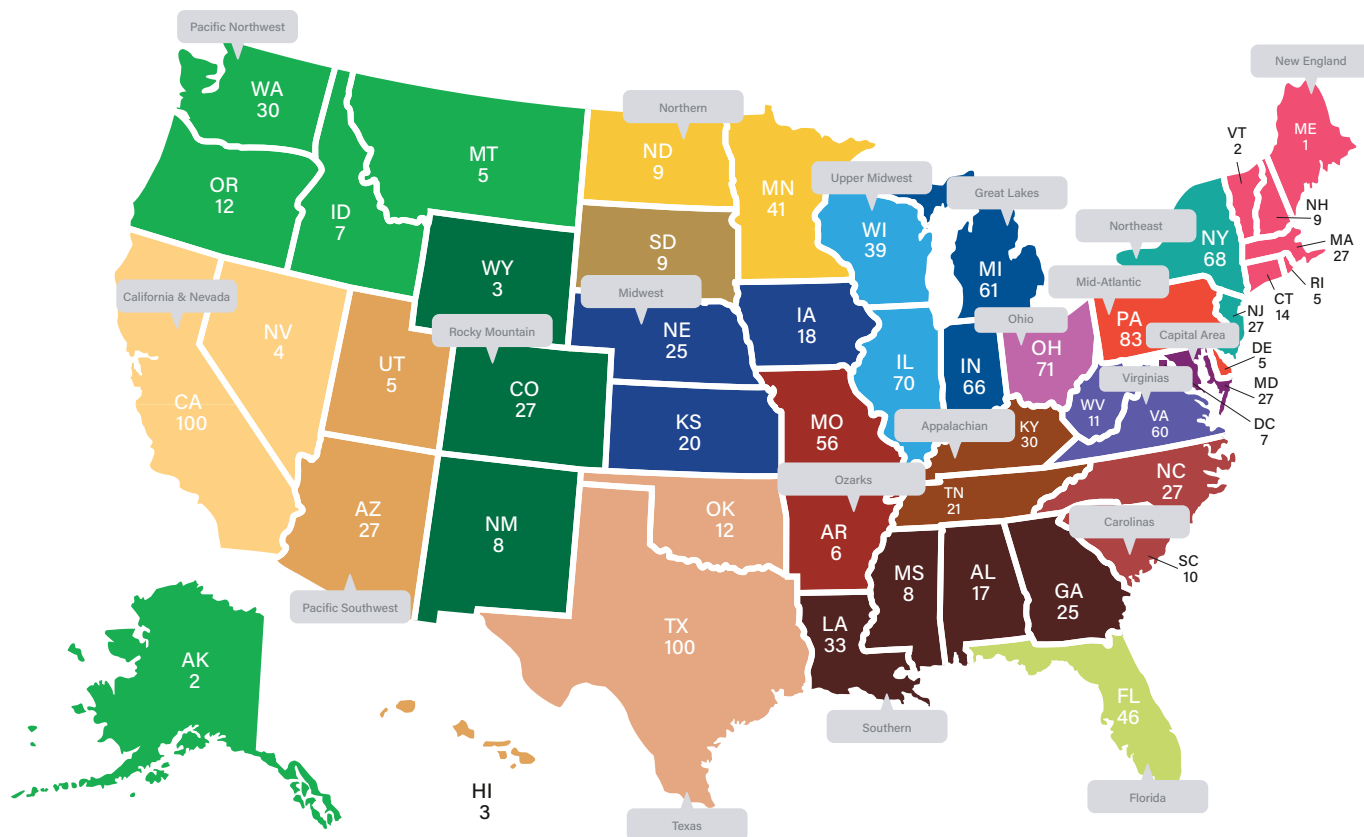 Pacific Northwest
WA
30
OR
12
ID
7
MT
5
Northern
ND
9
MN
41
SD
9
WY
3
Upper Midwest
WI
39
Great Lakes
MI
61
New England
ME
1
VT
2
NH
9
MA
27
RI
5
CT
14
Northeast
NY
68
NJ
27
Mid-Atlantic
PA
83
DE
5
Capital Area
MD
27
DC
7
California & Nevada
NV
4
CA
100
UT
5
Rocky Mountain
CO
27
Midwest
NE
25
IA
18
KS
20
IL
70
IN
66
Ohio
OH
71
Virginias
WV
11
VA
60
Appalachian
KY
30
TN
21
MO
56
Ozarks
AR
6
NC
27
Carolinas
SC
10
AZ
27
Pacific Southwest
NM
8
OK
12
TX
100
Texas
LA
33
MS
8
AL
17
GA
25
Southern
FL
46
Florida
AK
2
HI
3